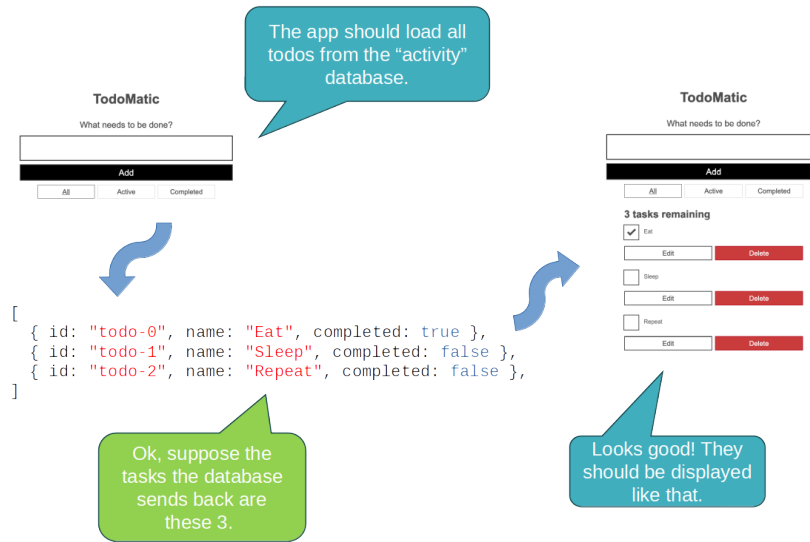 The app should load all
todos from the “activity”
database.
TodoMatic
What needs to be done?
Add
All
Active
Completed
[
{ id: "todo-0", name: "Eat", completed: true },
{ id: "todo-1", name: "Sleep", completed: false },
{ id: "todo-2", name: "Repeat", completed: false },
]
Ok, suppose the
tasks the database
sends back are
these 3.
TodoMatic
What needs to be done?
Add
All
Active
Completed
3 tasks remaining
Eat
Edit
Delete
Sleep
Edit
Delete
Repeat
Edit
Delete
Looks good! They
should be displayed
like that.